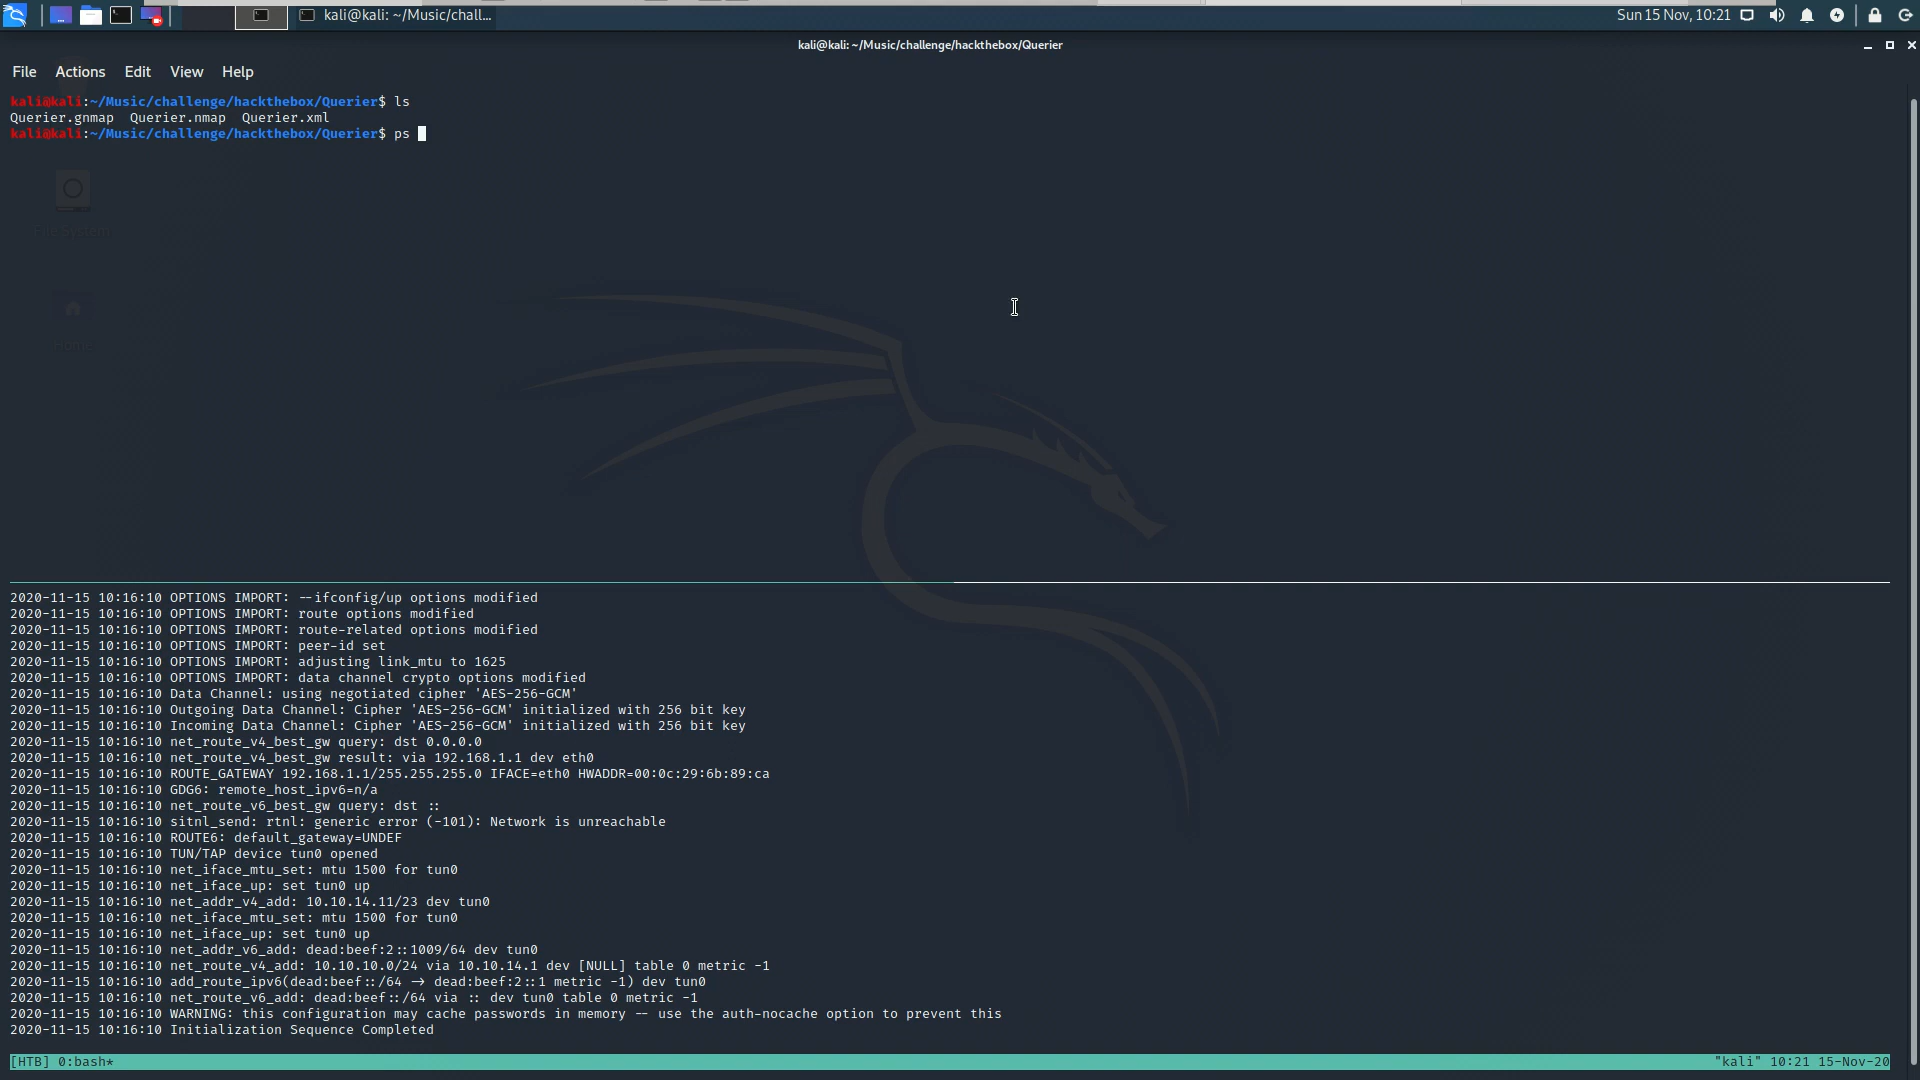 kali@kali: ~/Music/chall...
Sun 15 Nov, 10:21
kali@kali: ~/Music/challenge/hackthebox/Querier
File Actions Edit View Help
kali@kali:~/Music/challenge/hackthebox/Querier$ ls
Querier.gnmap  Querier.nmap  Querier.xml
kali@kali:~/Music/challenge/hackthebox/Querier$ ps
File System
Home
2020-11-15 10:16:10 OPTIONS IMPORT: --ifconfig/up options modified
2020-11-15 10:16:10 OPTIONS IMPORT: route options modified
2020-11-15 10:16:10 OPTIONS IMPORT: route-related options modified
2020-11-15 10:16:10 OPTIONS IMPORT: peer-id set
2020-11-15 10:16:10 OPTIONS IMPORT: adjusting link_mtu to 1625
2020-11-15 10:16:10 OPTIONS IMPORT: data channel crypto options modified
2020-11-15 10:16:10 Data Channel: using negotiated cipher 'AES-256-GCM'
2020-11-15 10:16:10 Outgoing Data Channel: Cipher 'AES-256-GCM' initialized with 256 bit key
2020-11-15 10:16:10 Incoming Data Channel: Cipher 'AES-256-GCM' initialized with 256 bit key
2020-11-15 10:16:10 net_route_v4_best_gw query: dst 0.0.0.0
2020-11-15 10:16:10 net_route_v4_best_gw result: via 192.168.1.1 dev eth0
2020-11-15 10:16:10 ROUTE_GATEWAY 192.168.1.1/255.255.255.0 IFACE=eth0 HWADDR=00:0c:29:6b:89:ca
2020-11-15 10:16:10 GDG6: remote_host_ipv6=n/a
2020-11-15 10:16:10 net_route_v6_best_gw query: dst ::
2020-11-15 10:16:10 sitnl_send: rtnl: generic error (-101): Network is unreachable
2020-11-15 10:16:10 ROUTE6: default_gateway=UNDEF
2020-11-15 10:16:10 TUN/TAP device tun0 opened
2020-11-15 10:16:10 net_iface_mtu_set: mtu 1500 for tun0
2020-11-15 10:16:10 net_iface_up: set tun0 up
2020-11-15 10:16:10 net_addr_v4_add: 10.10.14.11/23 dev tun0
2020-11-15 10:16:10 net_iface_mtu_set: mtu 1500 for tun0
2020-11-15 10:16:10 net_iface_up: set tun0 up
2020-11-15 10:16:10 net_addr_v6_add: dead:beef:2::1009/64 dev tun0
2020-11-15 10:16:10 net_route_v4_add: 10.10.10.0/24 via 10.10.14.1 dev [NULL] table 0 metric -1
2020-11-15 10:16:10 add_route_ipv6(dead:beef::/64 -> dead:beef:2::1 metric -1) dev tun0
2020-11-15 10:16:10 net_route_v6_add: dead:beef::/64 via :: dev tun0 table 0 metric -1
2020-11-15 10:16:10 WARNING: this configuration may cache passwords in memory -- use the auth-nocache option to prevent this
2020-11-15 10:16:10 Initialization Sequence Completed
[HTB] 0:bash*
"kali" 10:21 15-Nov-20